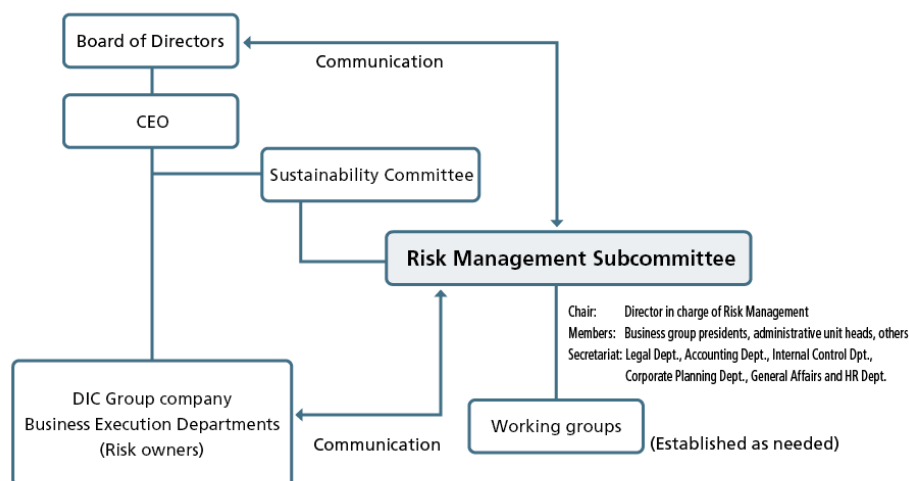 Board of Directors
Communication
CEO
Sustainability Committee
Risk Management Subcommittee
Chair: Director in charge of Risk Management
Members: Business group presidents, administrative unit heads, others
Secretariat: Legal Dept., Accounting Dept., Internal Control Dpt.,
Corporate Planning Dept., General Affairs and HR Dept.
DIC Group company
Business Execution Departments
(Risk owners)
Communication
Working groups
(Established as needed)